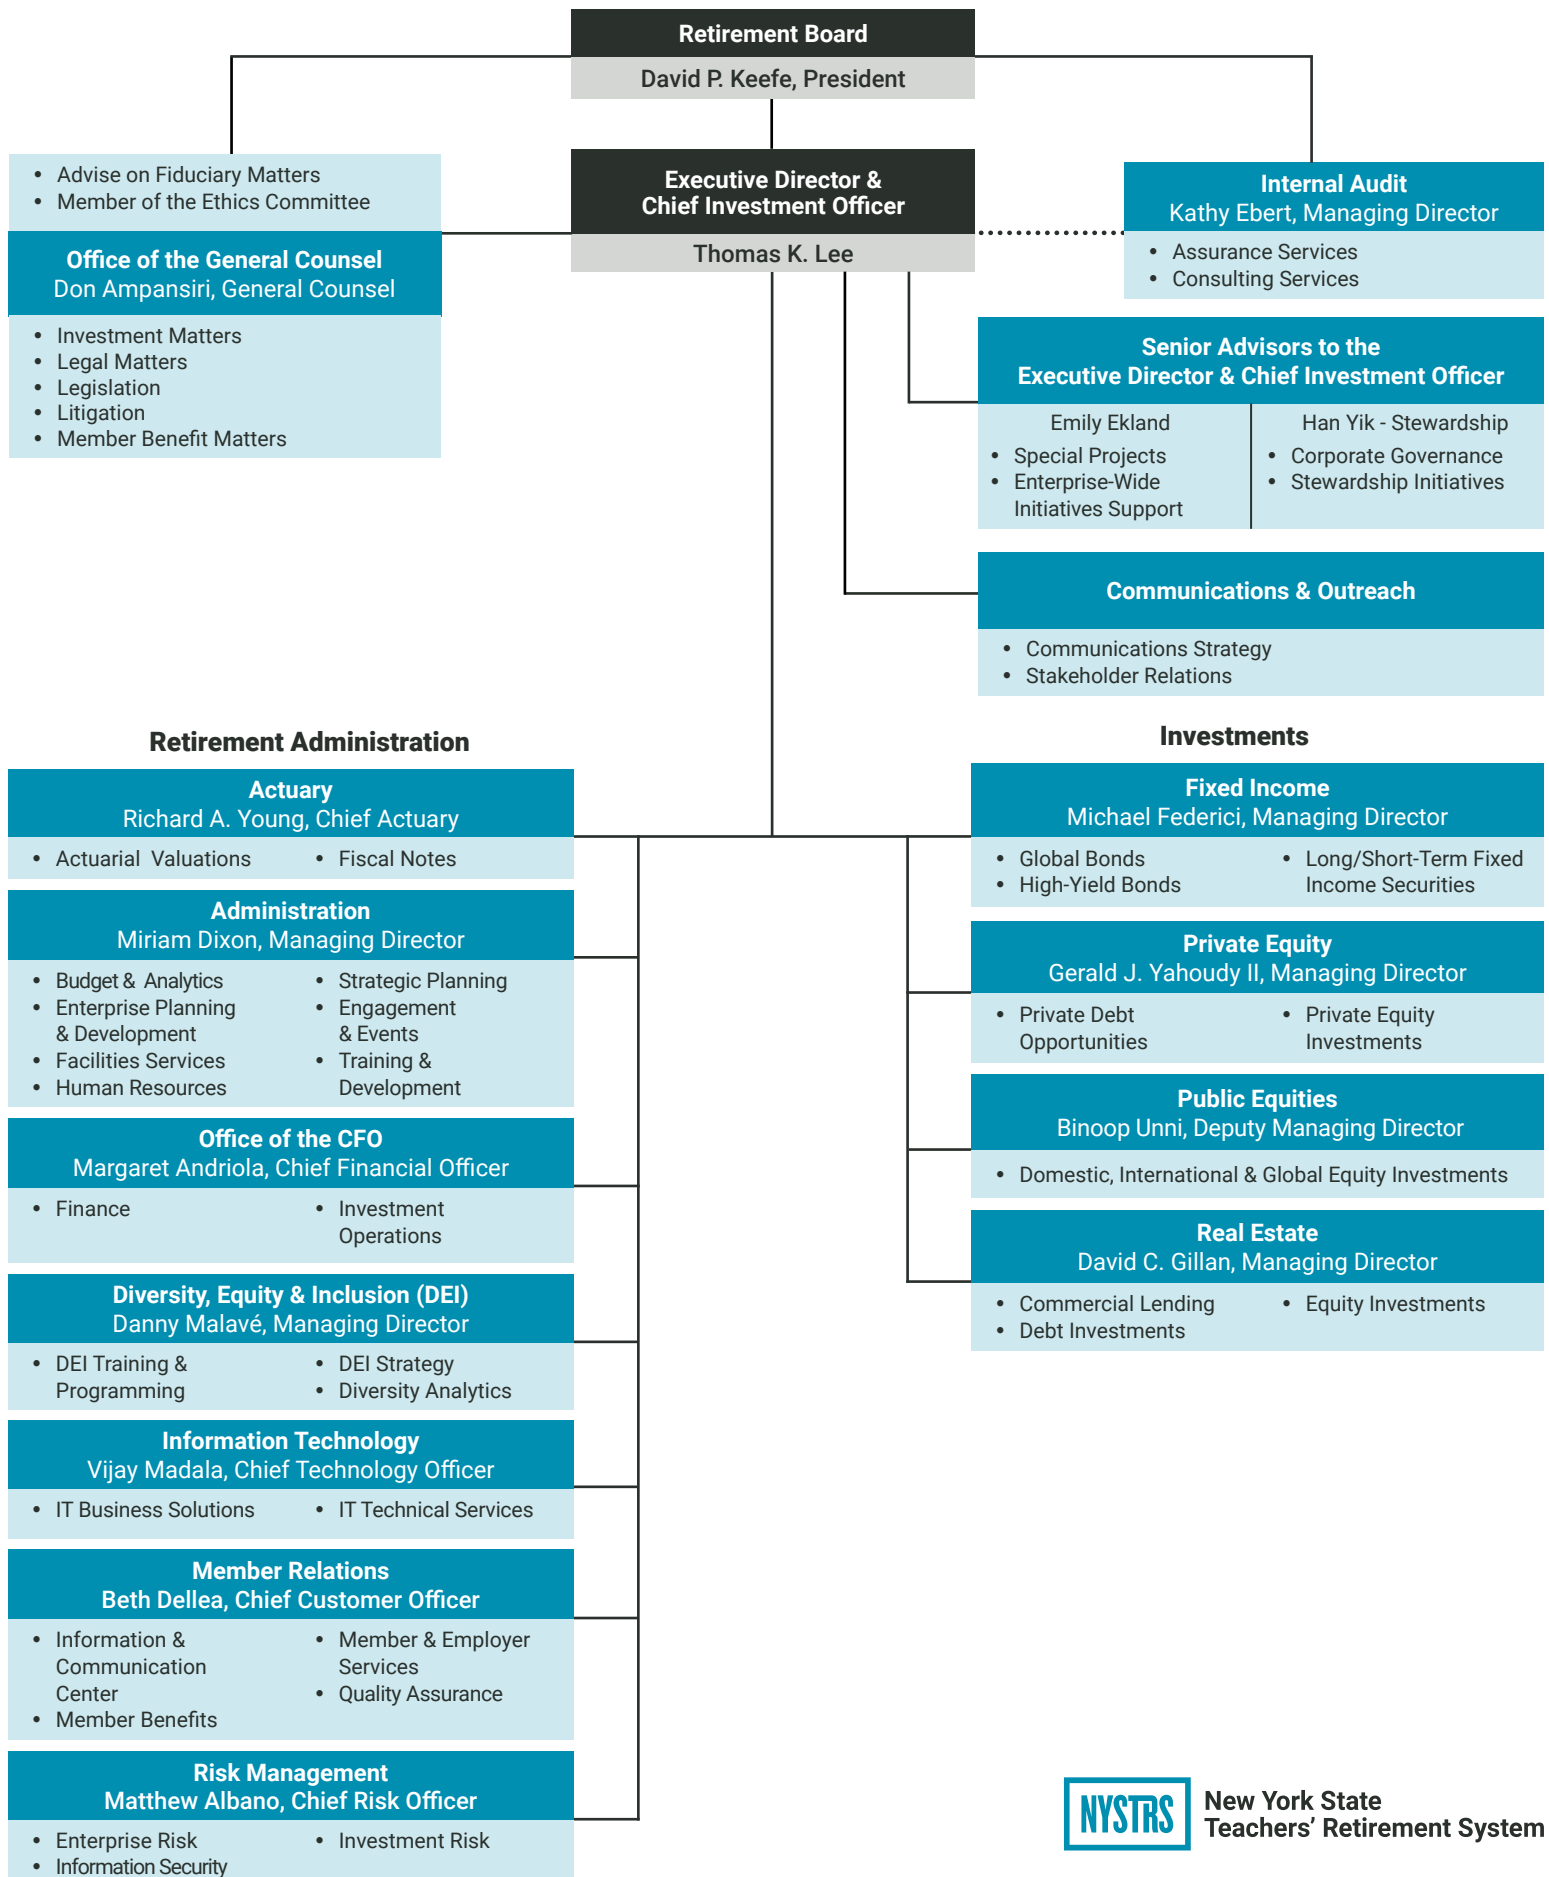 Retirement Board
David P. Keefe, President
• Advise on Fiduciary Matters
• Member of the Ethics Committee
Office of the General Counsel
Don Ampansiri, General Counsel
• Investment Matters
• Legal Matters
• Legislation
• Litigation
• Member Benefit Matters
Executive Director &
Chief Investment Officer
Thomas K. Lee
Internal Audit
Kathy Ebert, Managing Director
• Assurance Services
• Consulting Services
Senior Advisors to the
Executive Director & Chief Investment Officer
Emily Ekland
• Special Projects
• Enterprise-Wide
Initiatives Support
Han Yik - Stewardship
• Corporate Governance
• Stewardship Initiatives
Communications & Outreach
• Communications Strategy
• Stakeholder Relations
Retirement Administration
Actuary
Richard A. Young, Chief Actuary
• Actuarial Valuations
• Fiscal Notes
Administration
Miriam Dixon, Managing Director
• Budget & Analytics
• Enterprise Planning
& Development
• Facilities Services
• Human Resources
• Strategic Planning
• Engagement
& Events
• Training &
Development
Office of the CFO
Margaret Andriola, Chief Financial Officer
• Finance
• Investment
Operations
Diversity, Equity & Inclusion (DEI)
Danny Malavé, Managing Director
• DEI Training &
Programming
• DEI Strategy
• Diversity Analytics
Information Technology
Vijay Madala, Chief Technology Officer
• IT Business Solutions
• IT Technical Services
Member Relations
Beth Dellea, Chief Customer Officer
• Information &
Communication
Center
• Member Benefits
• Member & Employer
Services
• Quality Assurance
Risk Management
Matthew Albano, Chief Risk Officer
• Enterprise Risk
• Information Security
• Investment Risk
Investments
Fixed Income
Michael Federici, Managing Director
• Global Bonds
• High-Yield Bonds
• Long/Short-Term Fixed
Income Securities
Private Equity
Gerald J. Yahoudy II, Managing Director
• Private Debt
Opportunities
• Private Equity
Investments
Public Equities
Binoop Unni, Deputy Managing Director
• Domestic, International & Global Equity Investments
Real Estate
David C. Gillan, Managing Director
• Commercial Lending
• Debt Investments
• Equity Investments
NYSTRS
New York State
Teachers’ Retirement System